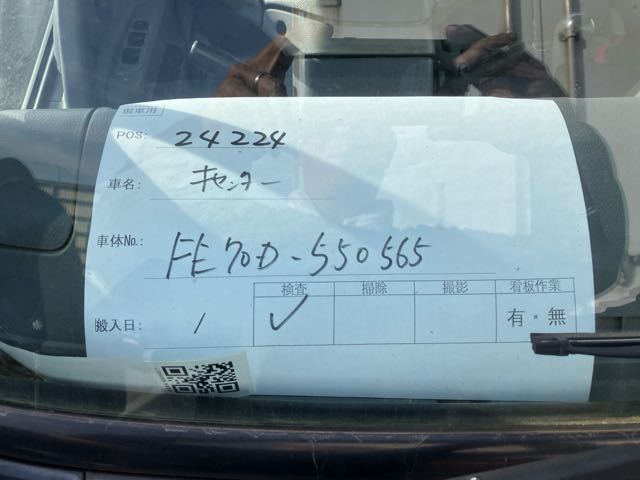 POS: 24224
車名: キャンター
車体No.: FE70D-550565
検査 掃除 撮影 看板作業
搬入日: 1 ✓ 有・無